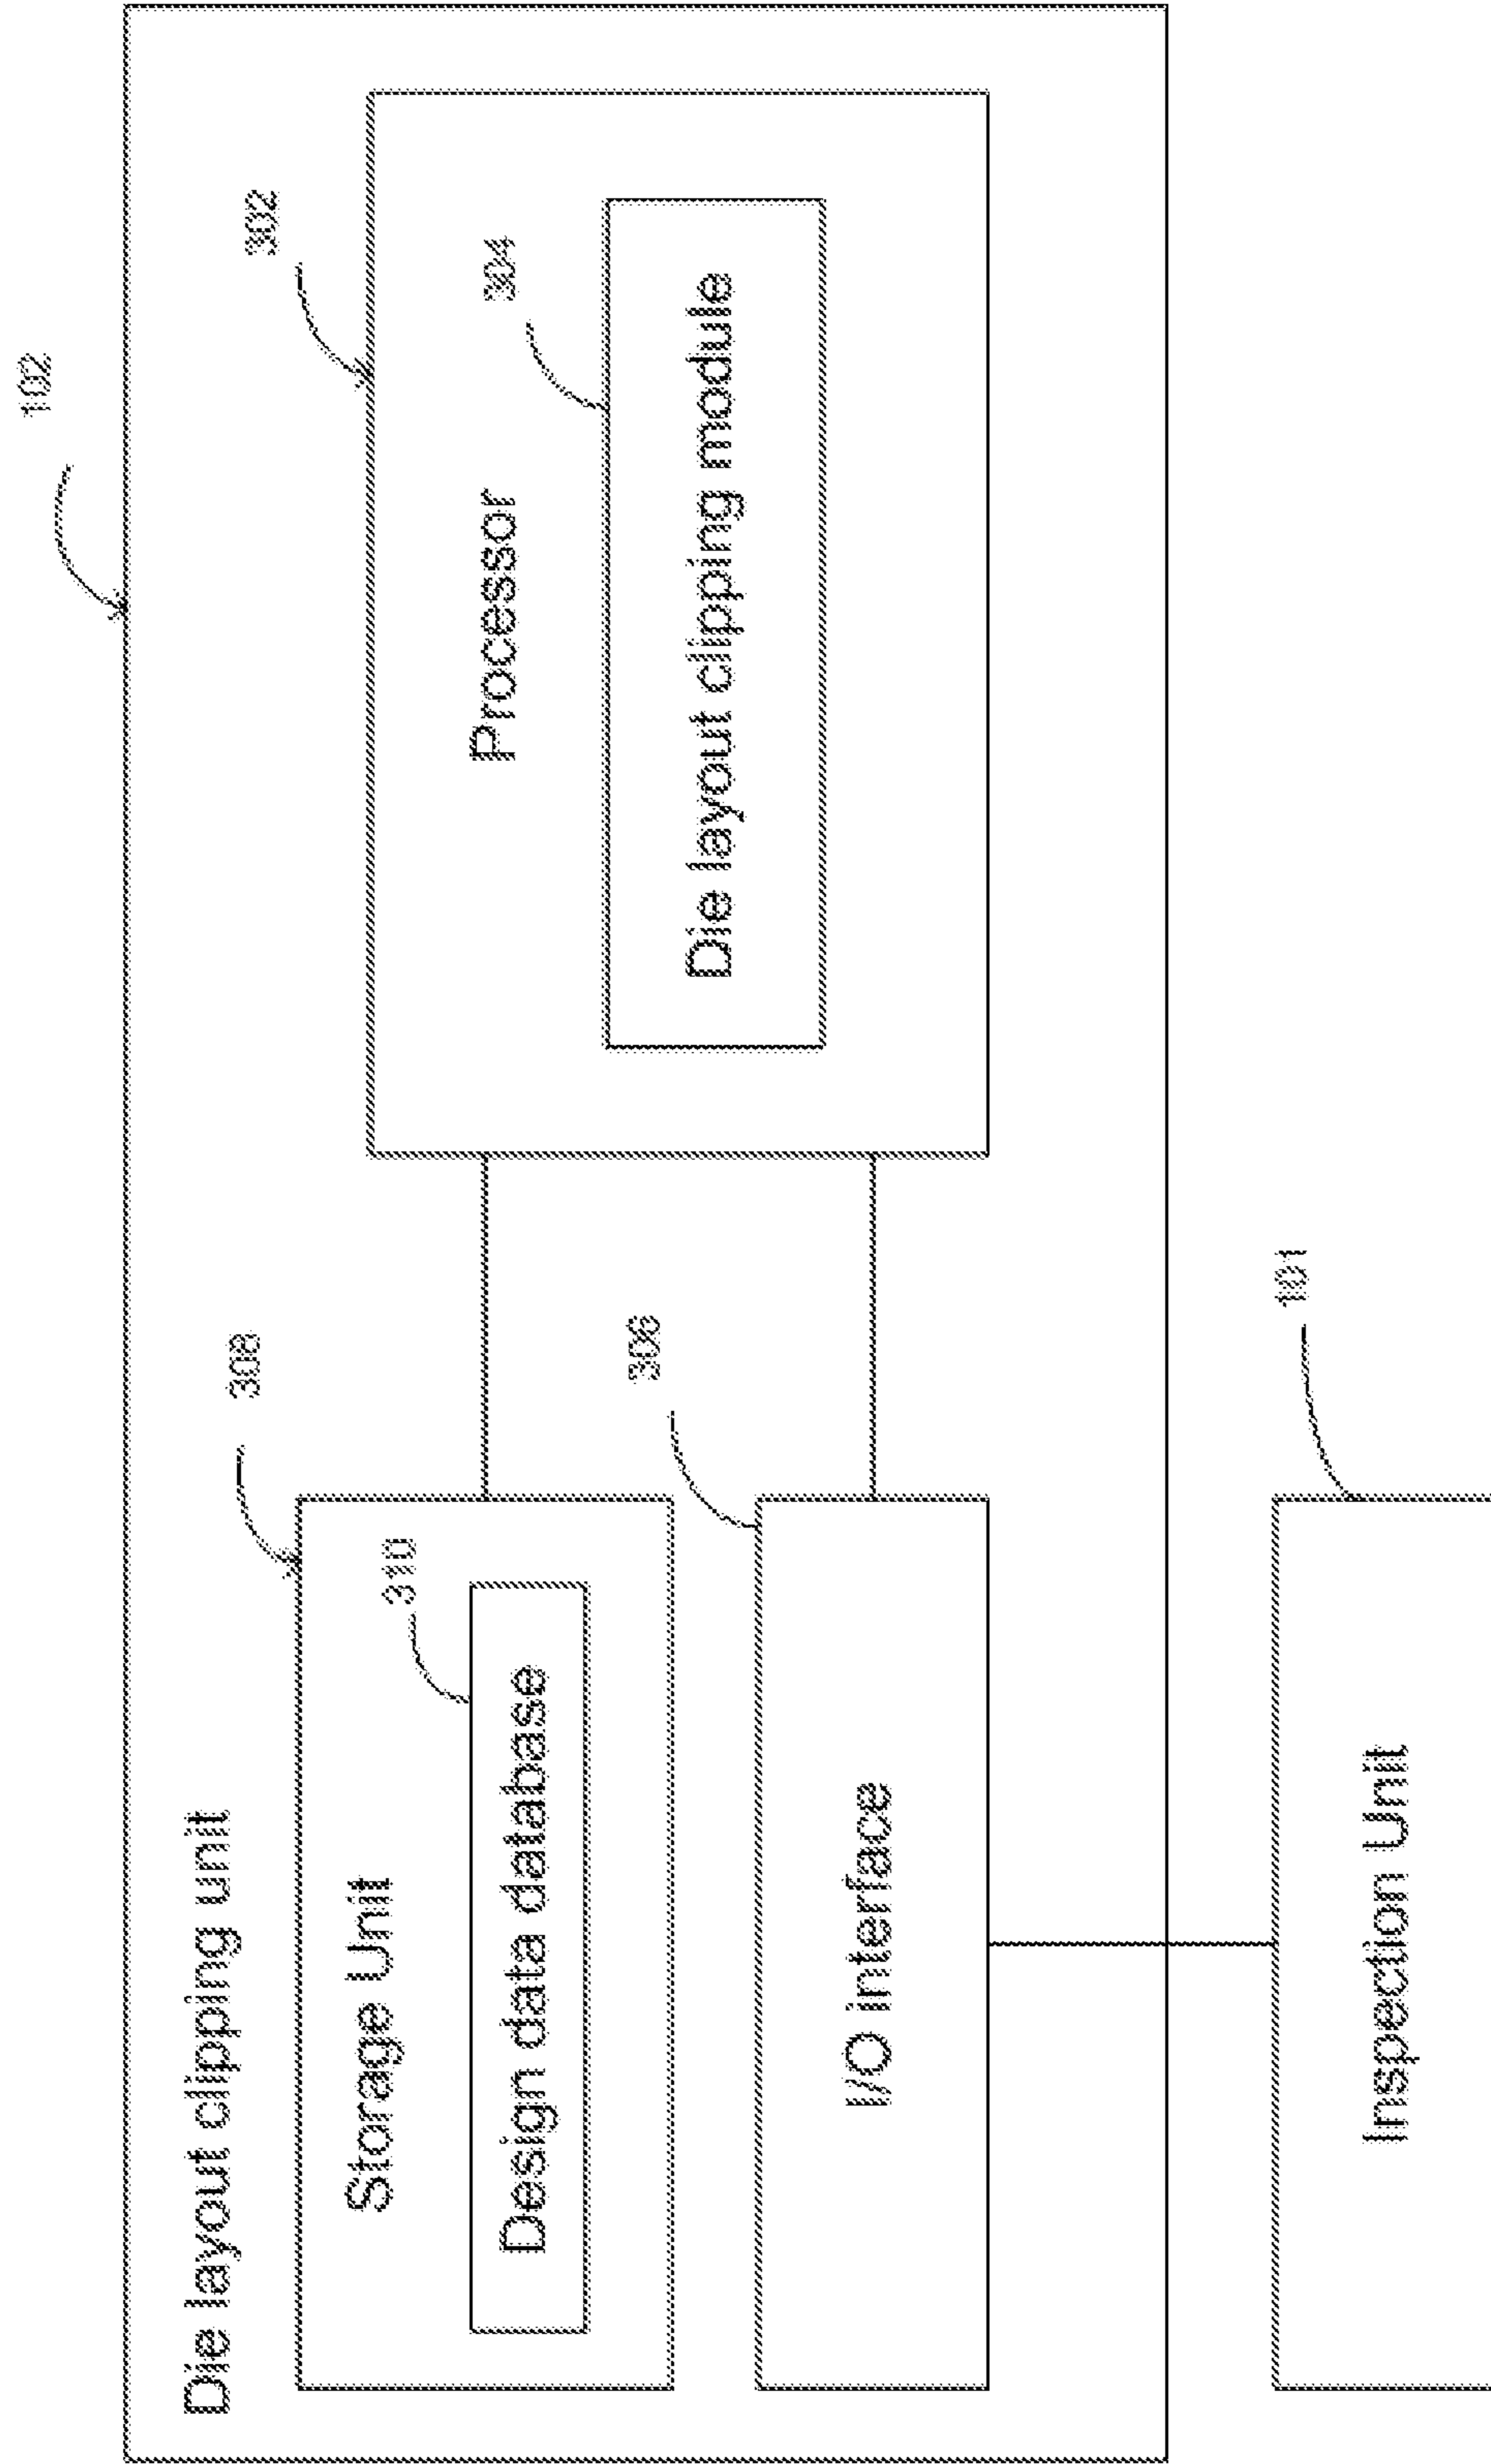 102
Die layout clipping unit
308
302
Storage Unit
310
Processor
304
Design data database
306
Die layout clipping module
I/O interface
101
Inspection Unit